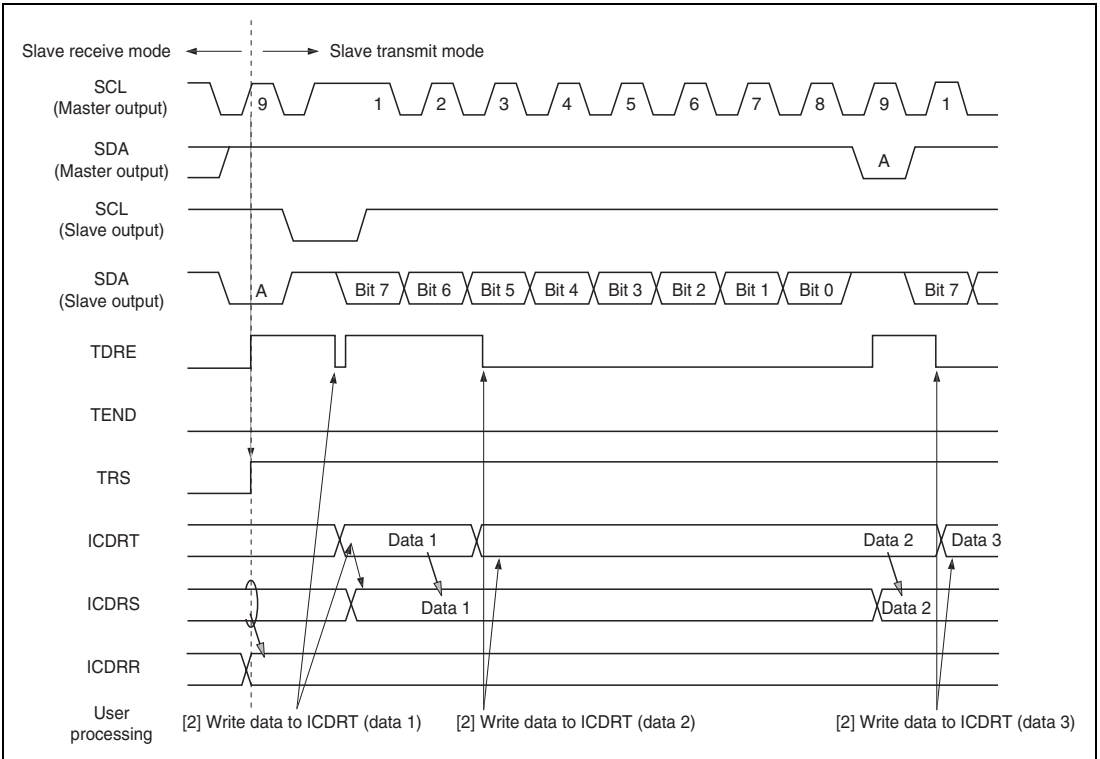 Slave receive mode Slave transmit mode
SCL
(Master output)
9 1 2 3 4 5 6 7 8 9 1
SDA
(Master output)
A
SCL
(Slave output)
SDA
(Slave output)
A Bit 7 Bit 6 Bit 5 Bit 4 Bit 3 Bit 2 Bit 1 Bit 0 Bit 7
TDRE
TEND
TRS
ICDRT
Data 1 Data 2 Data 3
ICDRS
Data 1 Data 2
ICDRR
User
processing
[2] Write data to ICDRT (data 1) [2] Write data to ICDRT (data 2) [2] Write data to ICDRT (data 3)